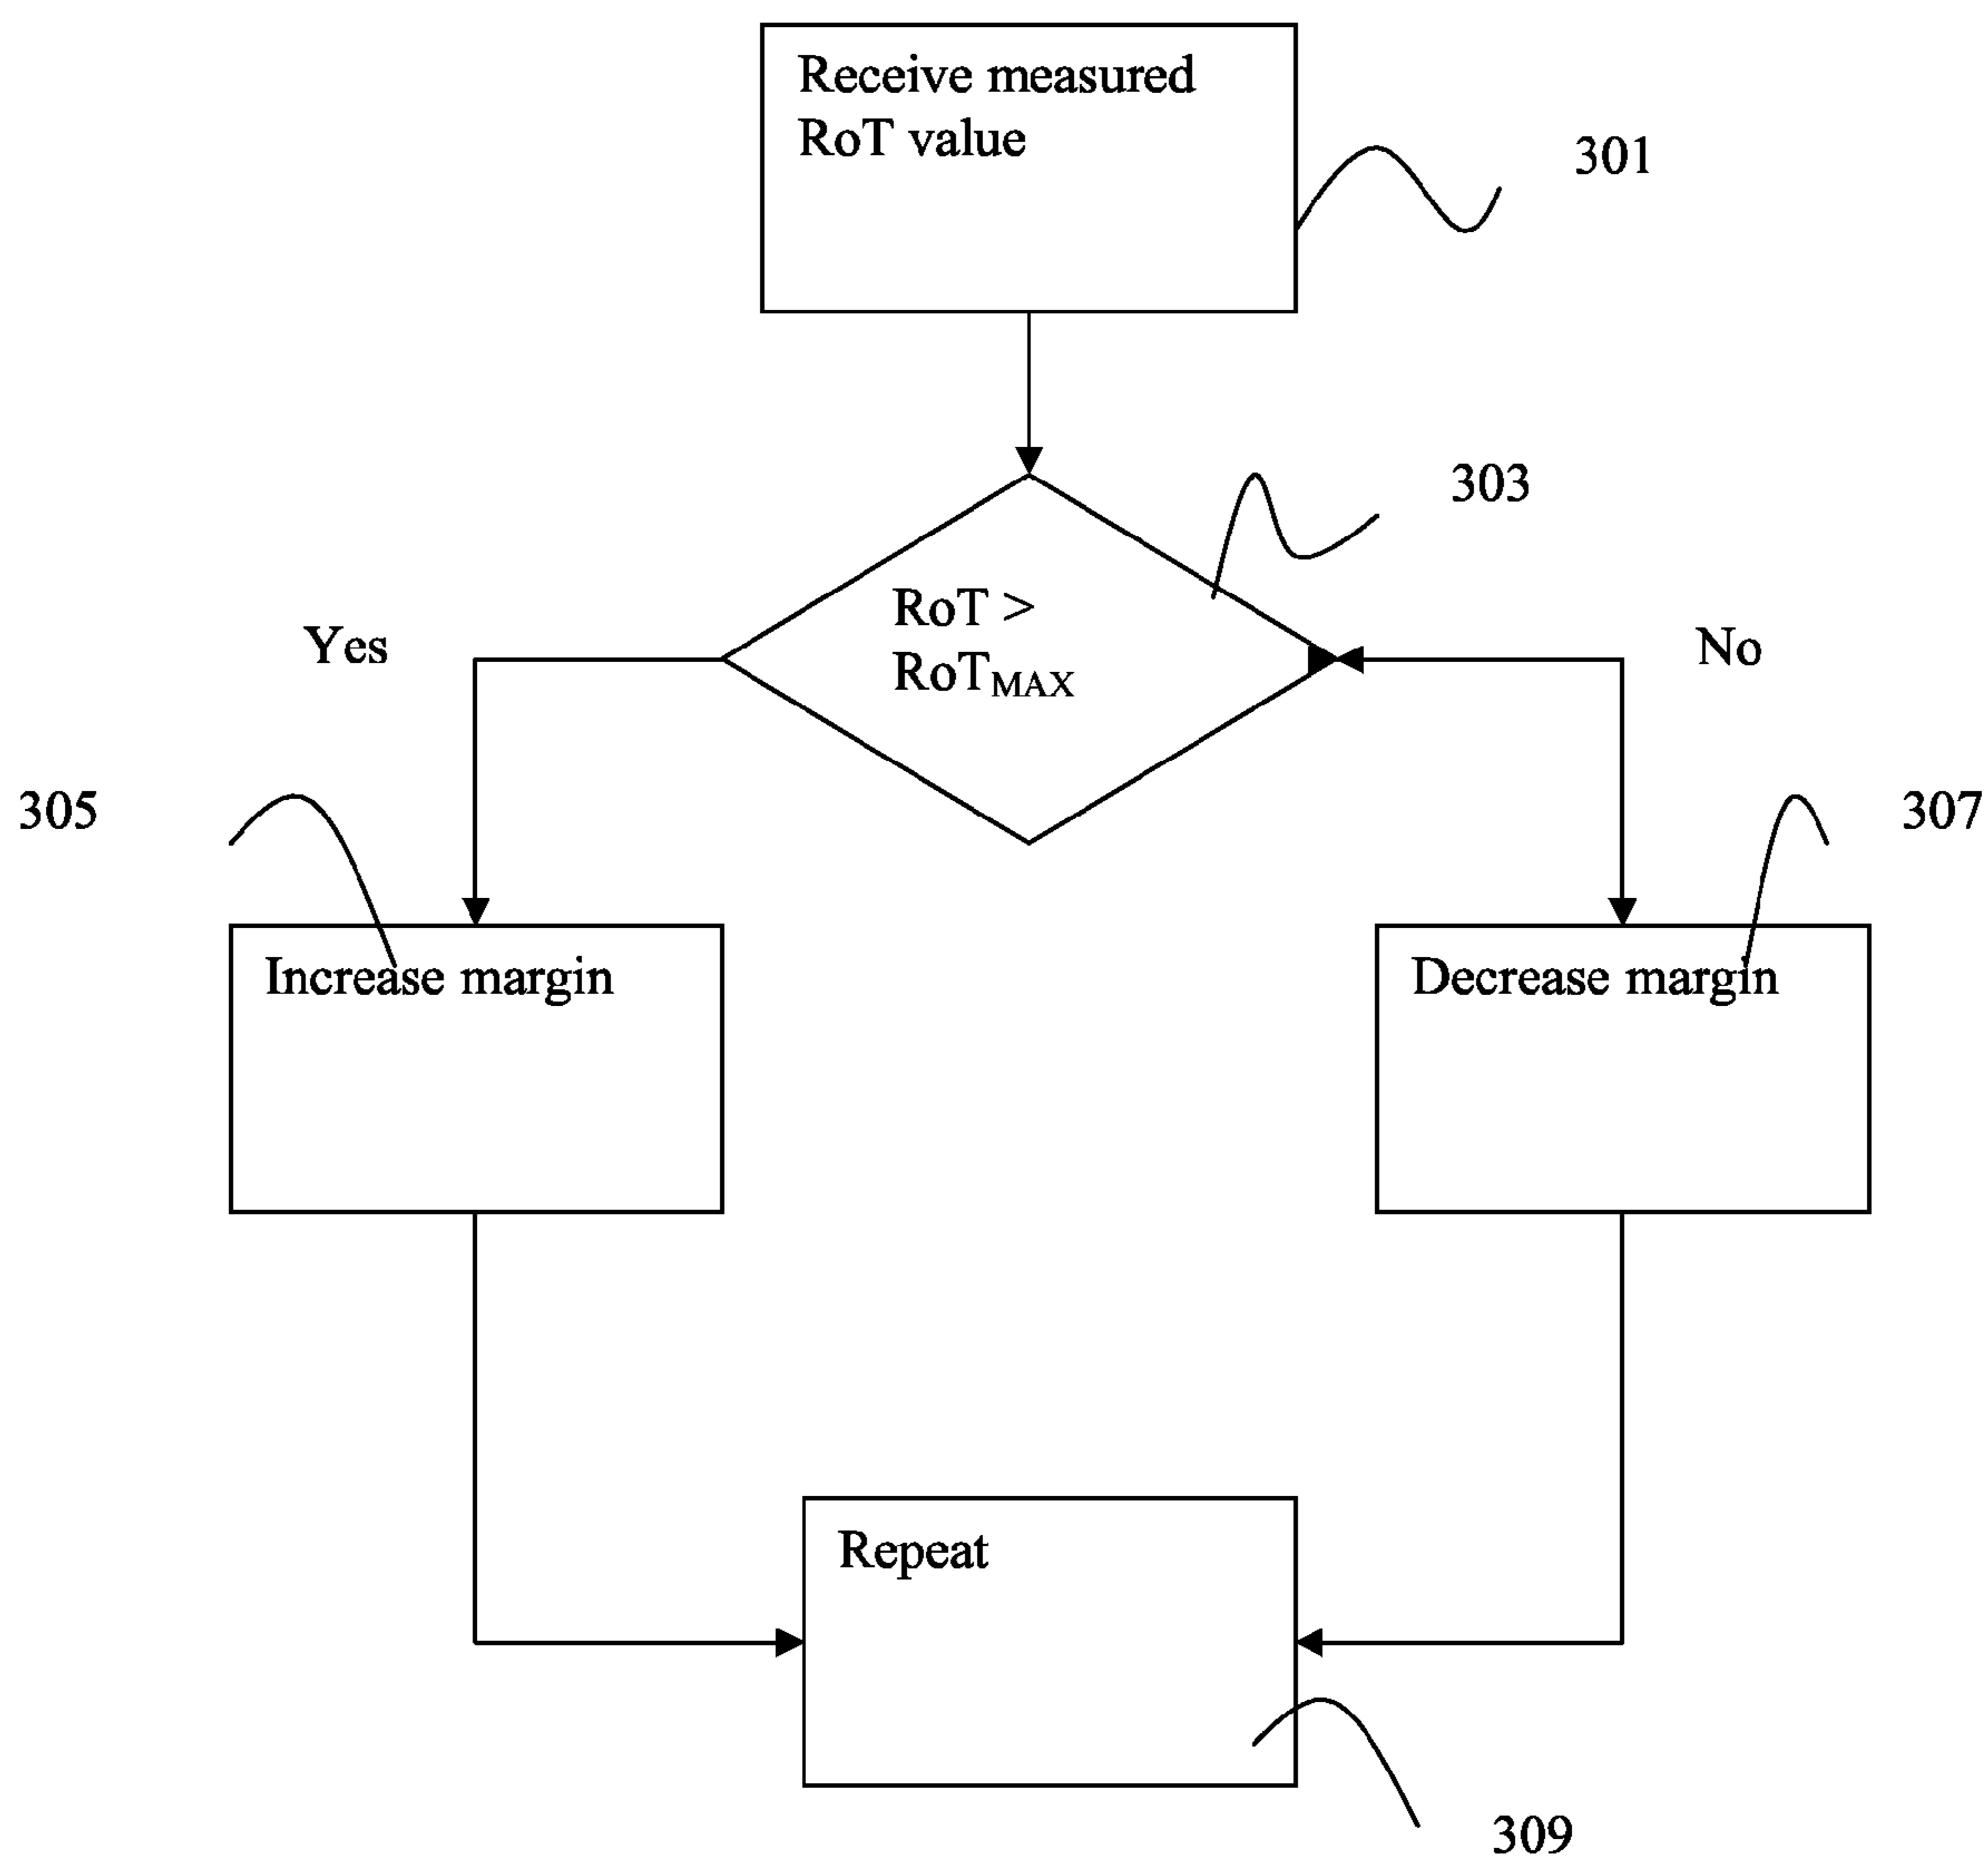 Receive measured
RoT value
301
303
RoT >
RoTMAX
Yes
No
305
307
Increase margin
Decrease margin
Repeat
309